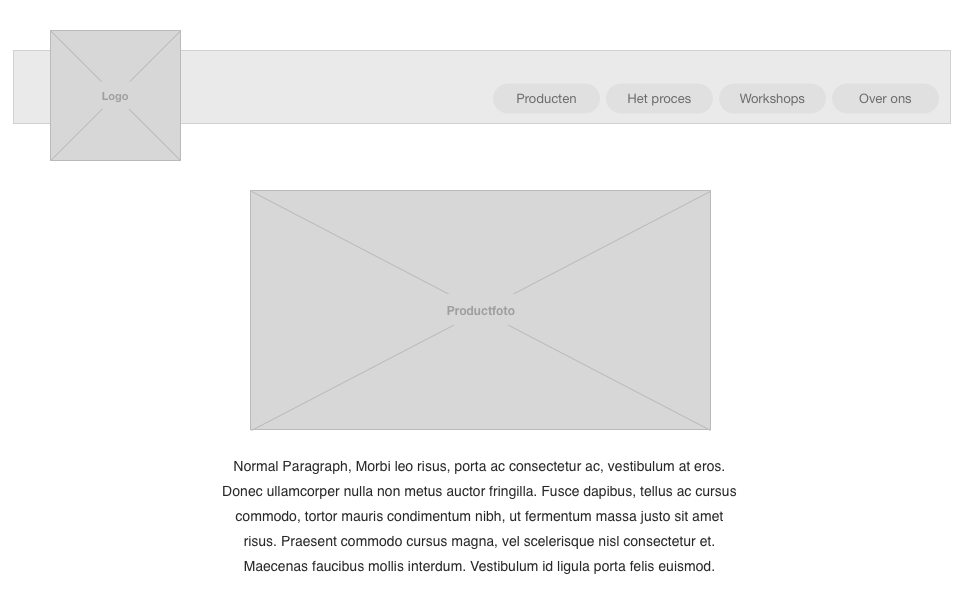 Logo
Producten
Het proces
Workshops
Over ons
Productfoto
Normal Paragraph, Morbi leo risus, porta ac consectetur ac, vestibulum at eros.
Donec ullamcorper nulla non metus auctor fringilla. Fusce dapibus, tellus ac cursus
commodo, tortor mauris condimentum nibh, ut fermentum massa justo sit amet
risus. Praesent commodo cursus magna, vel scelerisque nisl consectetur et.
Maecenas faucibus mollis interdum. Vestibulum id ligula porta felis euismod.